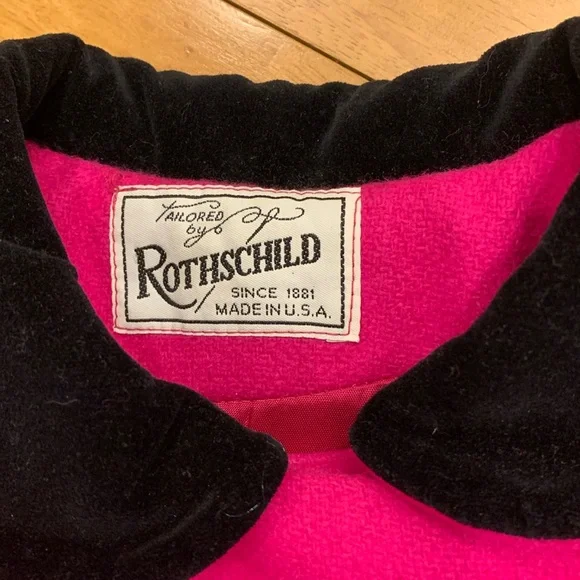 TAILORED
by
ROTHSCHILD
SINCE 1881
MADE IN U.S.A.